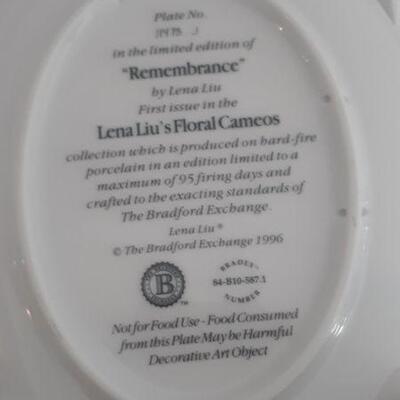 Plate No.
in the limited edition of
"Remembrance"
by Lena Liu
First issue in the
Lena Liu's Floral Cameos
collection which is produced on hard-fire
porcelain in an edition limited to a
maximum of 95 firing days and
crafted to the exacting standards of
The Bradford Exchange.
Lena Liu®
© The Bradford Exchange 1996
B
TM
BRADEX
84-B10-587.1
NUMBER
Not for Food Use - Food Consumed
from this Plate May be Harmful
Decorative Art Object